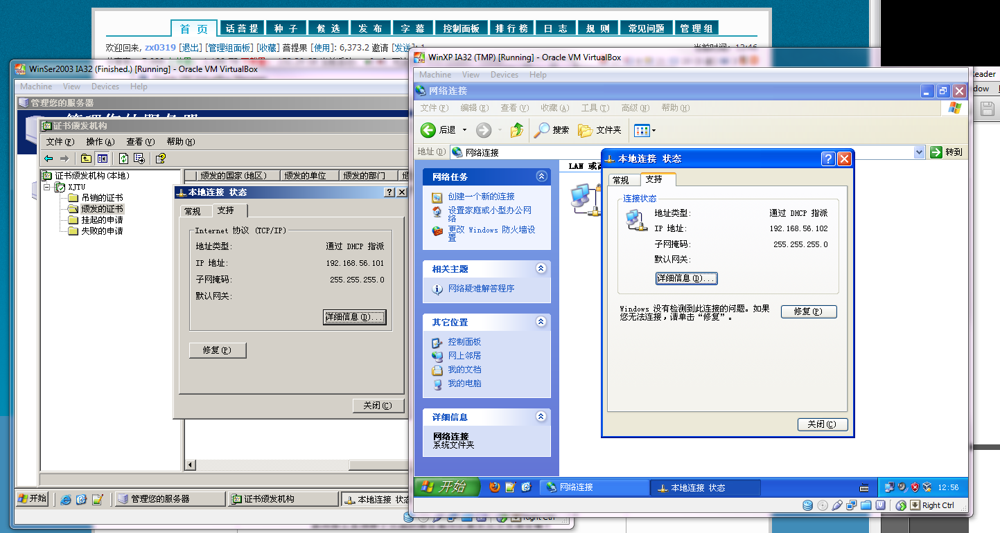 首 页 话菩提 种 子 候 选 发 布 字 幕 控制面板 排行榜 日 志 规 则 常见问题 管理组
欢迎回来, zx0319 [退出] [管理组面板] [收藏] 菩提果 [使用]: 6,373.2 邀请 [发送]: 1
当前时间: 12:46
WinSer2003 IA32 (Finished.) [Running] - Oracle VM VirtualBox
Machine View Devices Help
管理您的服务器
管理您的服务器
证书颁发机构
文件(F) 操作(A) 查看(V) 帮助(H)
证书颁发机构(本地)
XJTU
吊销的证书
颁发的证书
挂起的申请
失败的申请
颁发的国家(地区) 颁发的单位 颁发的部门
本地连接 状态
常规 支持
Internet 协议 (TCP/IP)
地址类型: 通过 DHCP 指派
IP 地址: 192.168.56.101
子网掩码: 255.255.255.0
默认网关:
详细信息(D)...
修复(P)
关闭(C)
开始 管理您的服务器 证书颁发机构 本地连接 状态
Right Ctrl
WinXP IA32 (TMP) [Running] - Oracle VM VirtualBox
Machine View Devices Help
网络连接
文件(F) 编辑(E) 查看(V) 收藏(A) 工具(T) 高级(N) 帮助(H)
后退 搜索 文件夹
地址(D) 网络连接 转到
网络任务
创建一个新的连接
设置家庭或小型办公网
络
更改 Windows 防火墙设
置
相关主题
网络疑难解答程序
其它位置
控制面板
网上邻居
我的文档
我的电脑
详细信息
网络连接
系统文件夹
LAN 或高
本地连接 状态
常规 支持
连接状态
地址类型: 通过 DHCP 指派
IP 地址: 192.168.56.102
子网掩码: 255.255.255.0
默认网关:
详细信息(D)...
Windows 没有检测到此连接的问题。如果
您无法连接，请单击“修复”。
修复(P)
关闭(C)
开始 网络连接 本地连接 状态 12:56
Right Ctrl
eader
dow